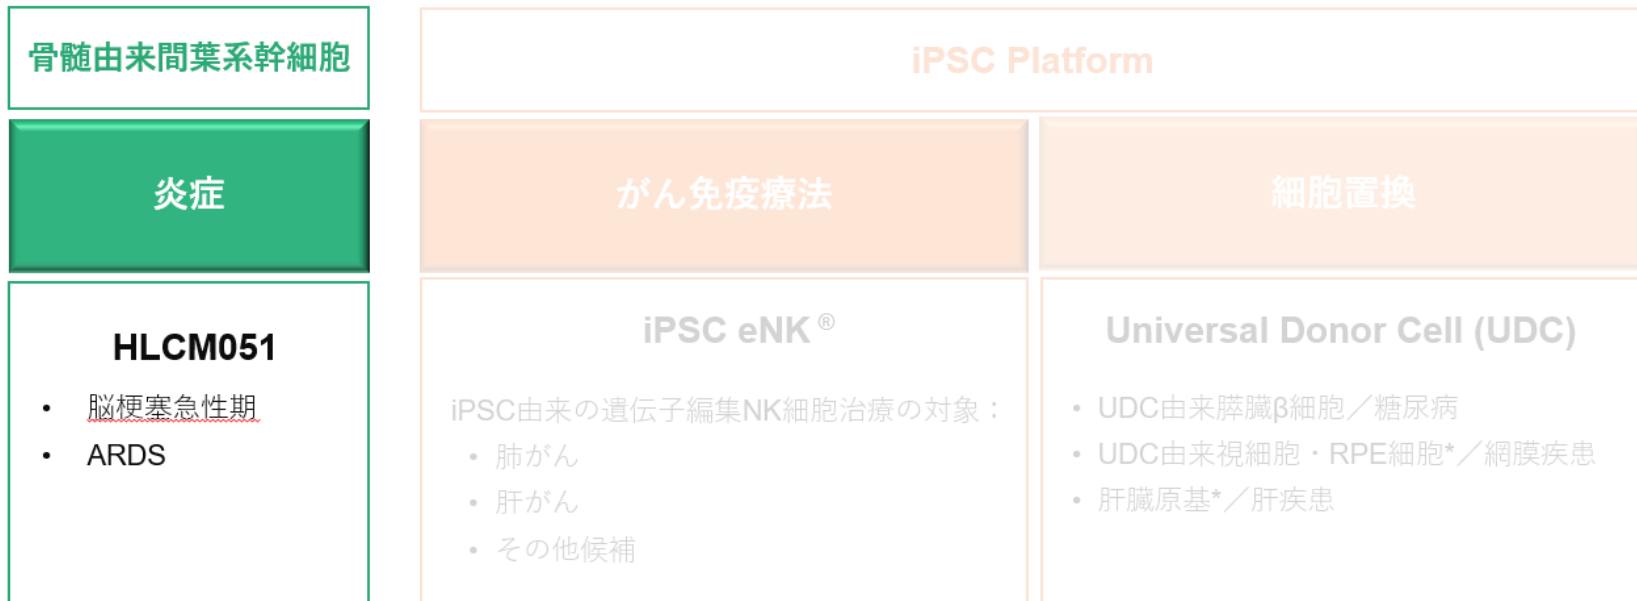 骨髄由来間葉系幹細胞
炎症
HLCM051
• 脳梗塞急性期
• ARDS
iPSC Platform
がん免疫療法
iPSC eNK®
iPSC由来の遺伝子編集NK細胞治療の対象：
• 肺がん
• 肝がん
• その他候補
細胞置換
Universal Donor Cell (UDC)
• UDC由来膵臓β細胞／糖尿病
• UDC由来視細胞・RPE細胞*／網膜疾患
• 肝臓原基*／肝疾患